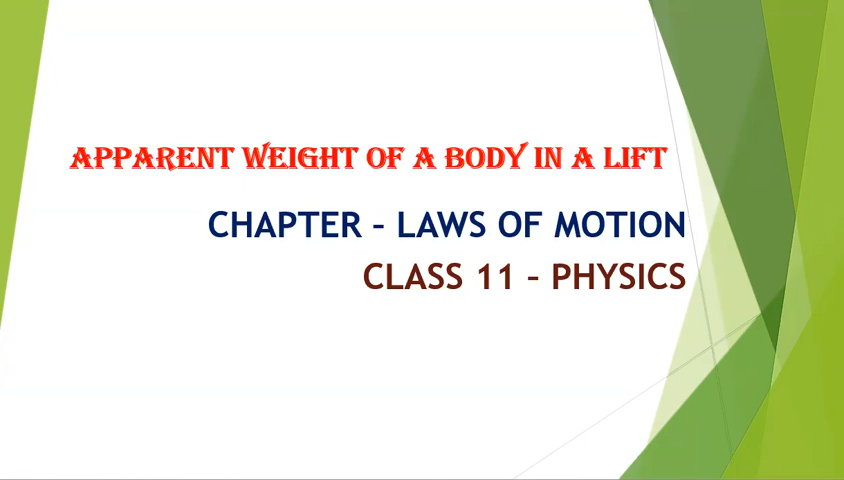 APPARENT WEIGHT OF A BODY IN A LIFT
CHAPTER – LAWS OF MOTION
CLASS 11 – PHYSICS